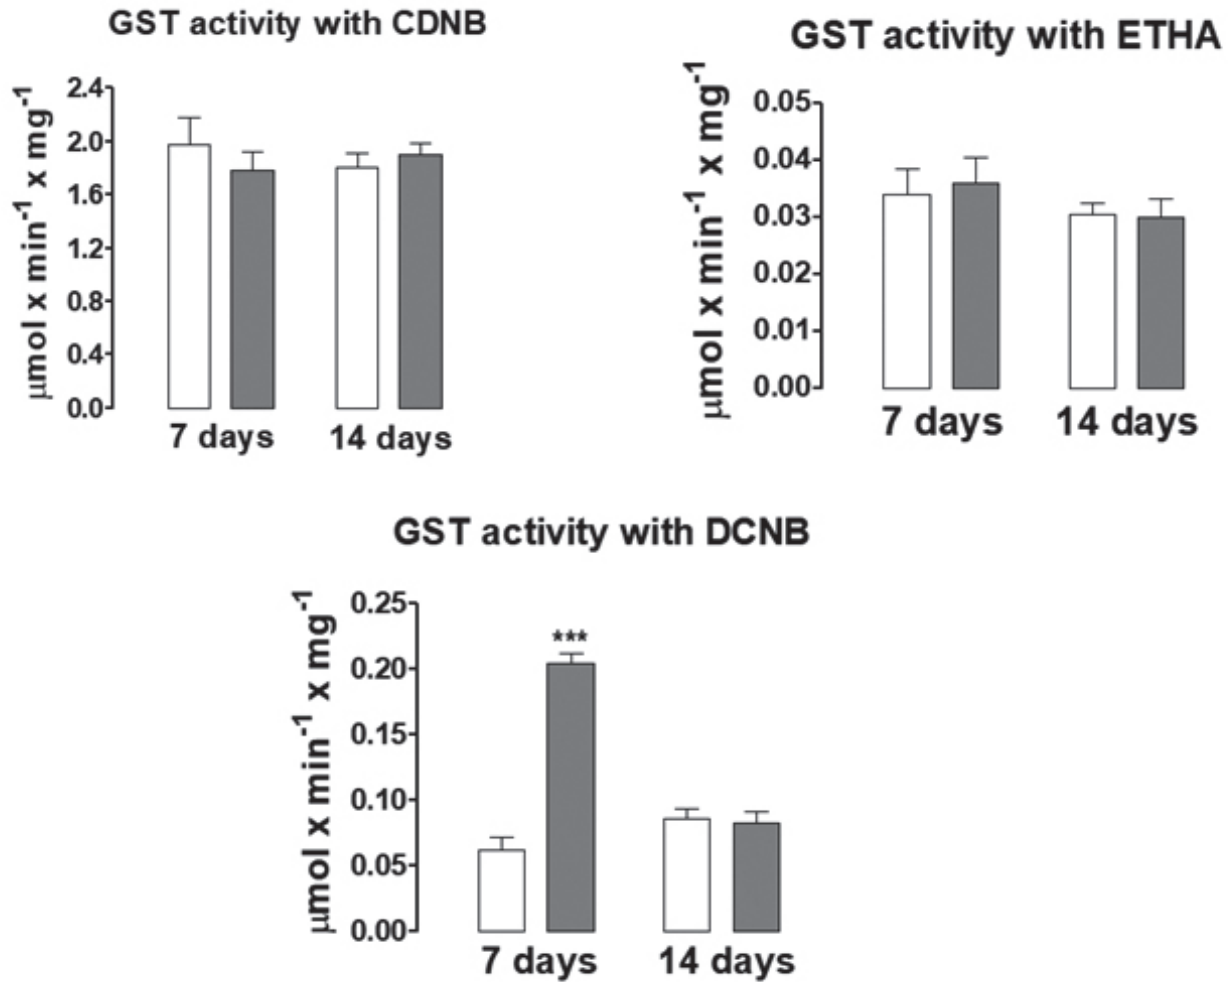 GST activity with CDNB
μmol x min⁻¹ x mg⁻¹
2.4
2.0
1.6
1.2
0.8
0.4
0.0
7 days
14 days
GST activity with ETHA
μmol x min⁻¹ x mg⁻¹
0.05
0.04
0.03
0.02
0.01
0.00
7 days
14 days
GST activity with DCNB
μmol x min⁻¹ x mg⁻¹
0.25
0.20
0.15
0.10
0.05
0.00
***
7 days
14 days